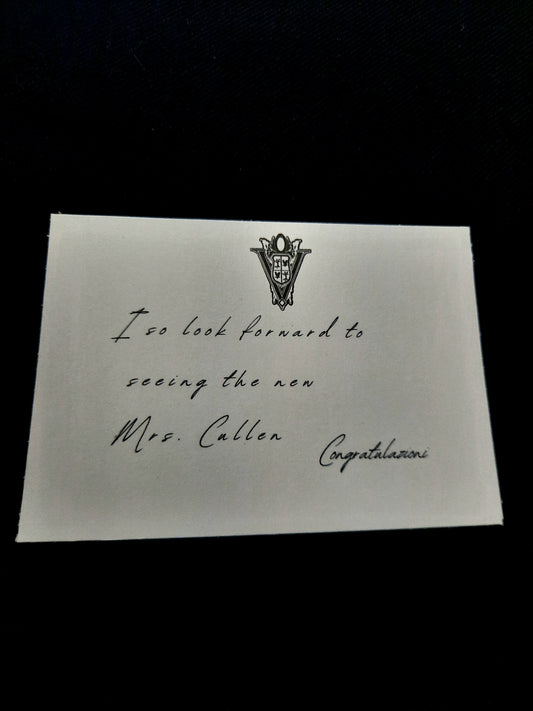 I so look forward to
seeing the new
Mrs. Cullen
Congratulazioni